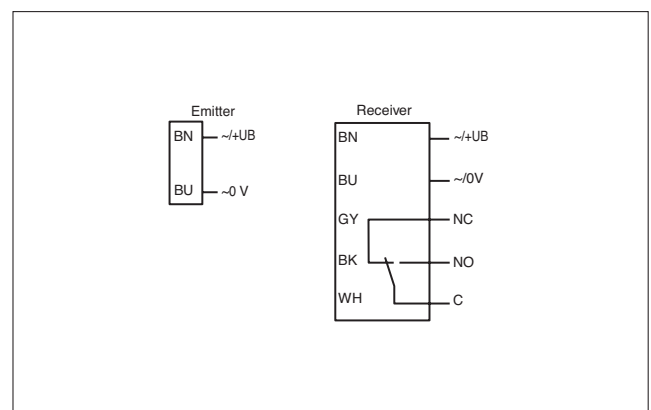 Emitter
BN ~/+UB
BU ~0 V
Receiver
BN ~/+UB
BU ~/0V
GY NC
BK NO
WH C